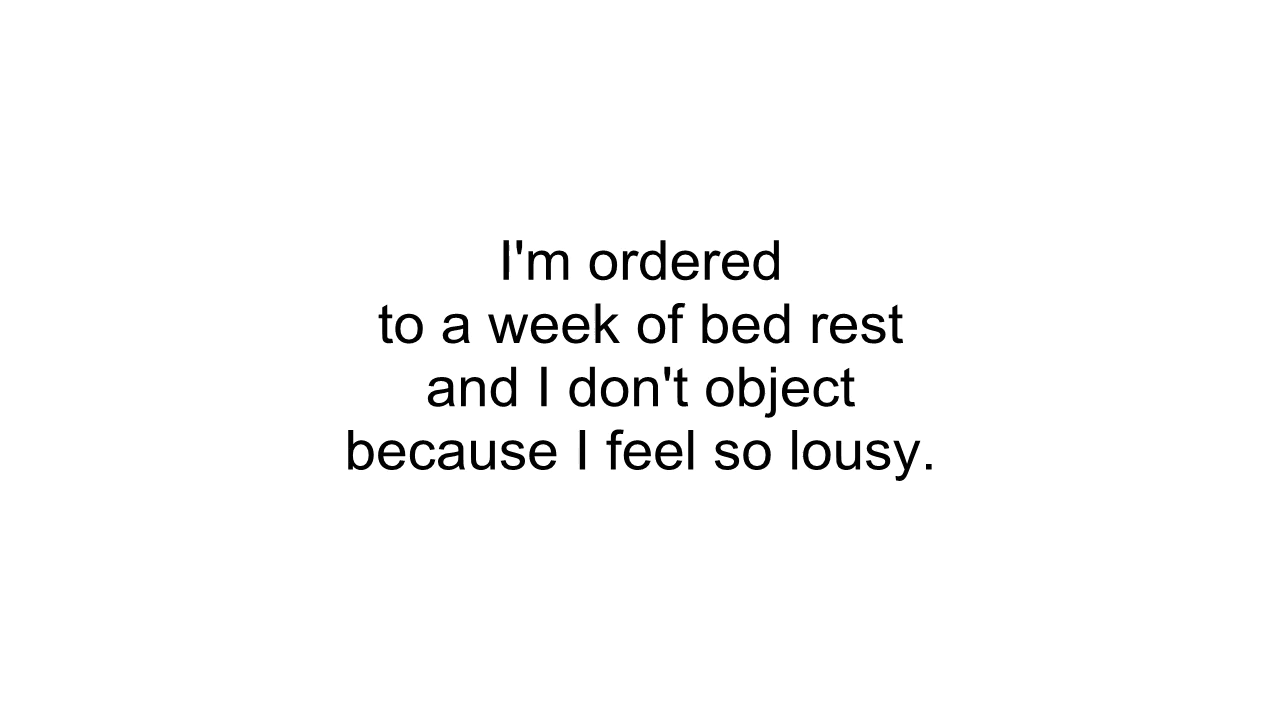 I'm ordered
to a week of bed rest
and I don't object
because I feel so lousy.